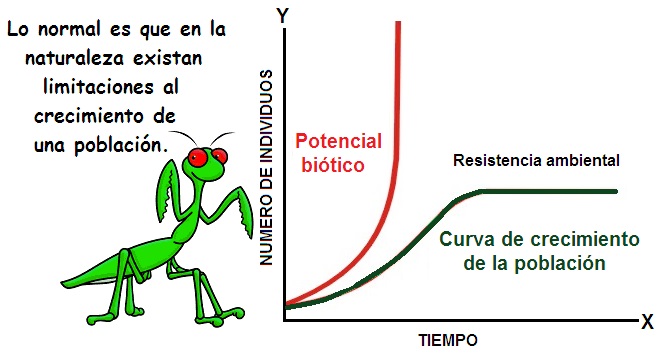 Lo normal es que en la
naturaleza existan
limitaciones al
crecimiento de
una población.
Y
NUMERO DE INDIVIDUOS
Potencial
biótico
Resistencia ambiental
Curva de crecimiento
de la población
X
TIEMPO